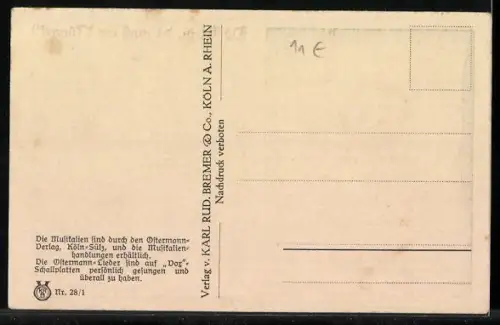 Die Musikalien sind durch den Ostermann-
Verlag, Köln-Sülz, und die Musikalien-
handlungen erhältlich.
Die Ostermann-Lieder sind auf „Vox"-
Schallplatten persönlich gesungen und
überall zu haben.
Nr. 28/1
Verlag v. KARL RUD. BREMER & Co., KÖLN A. RHEIN
Nachdruck verboten
11 €